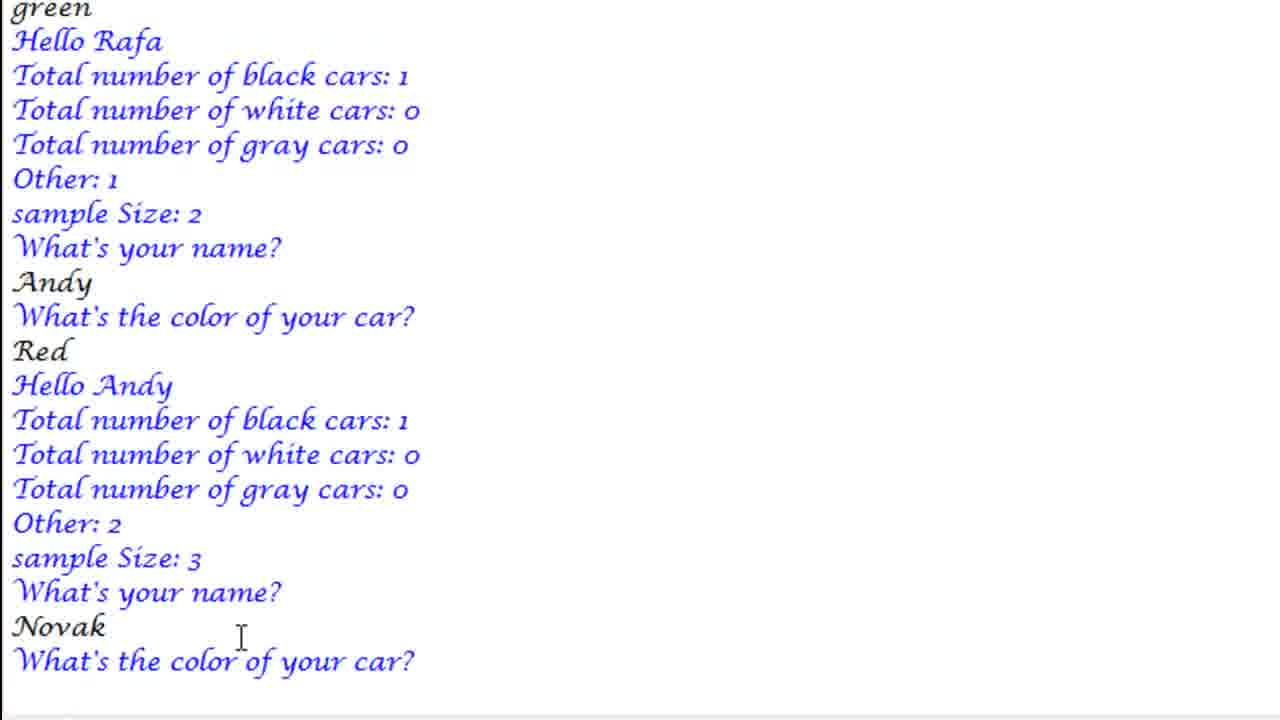 green
Hello Rafa
Total number of black cars: 1
Total number of white cars: 0
Total number of gray cars: 0
Other: 1
sample Size: 2
What's your name?
Andy
What's the color of your car?
Red
Hello Andy
Total number of black cars: 1
Total number of white cars: 0
Total number of gray cars: 0
Other: 2
sample Size: 3
What's your name?
Novak
What's the color of your car?